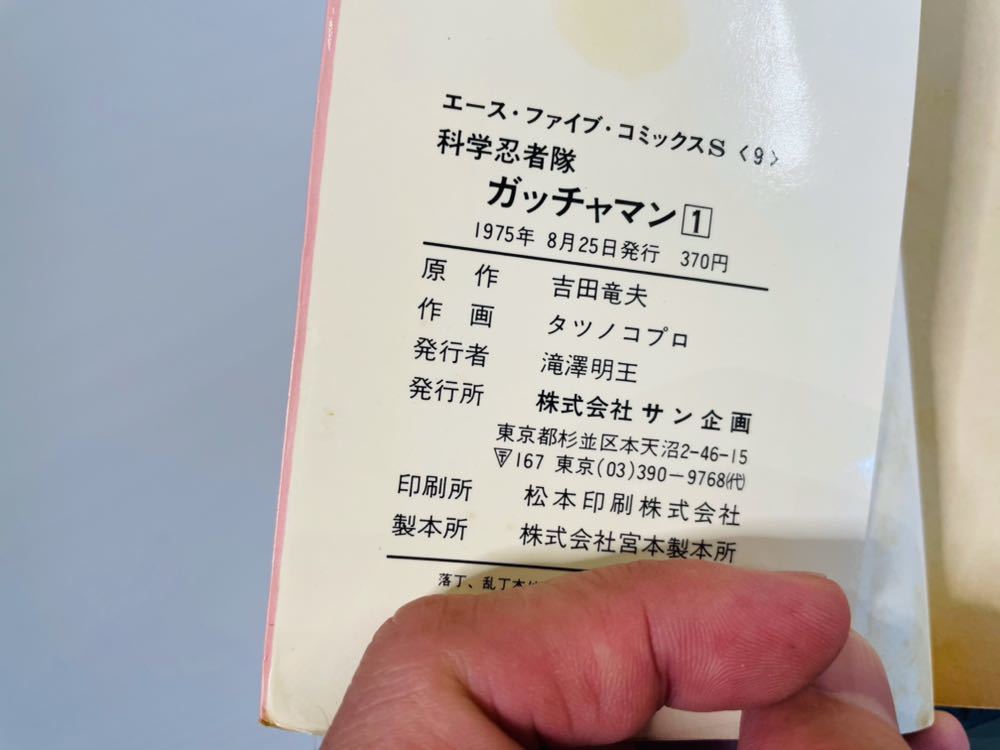 エース・ファイブ・コミックスS〈9〉
科学忍者隊
ガッチャマン 1
1975年 8月25日発行 370円
原作 吉田竜夫
作画 タツノコプロ
発行者 滝澤明王
発行所 株式会社サン企画
東京都杉並区本天沼2-46-15
〒167 東京(03)390-9768㈹
印刷所 松本印刷株式会社
製本所 株式会社宮本製本所
落丁、乱丁本